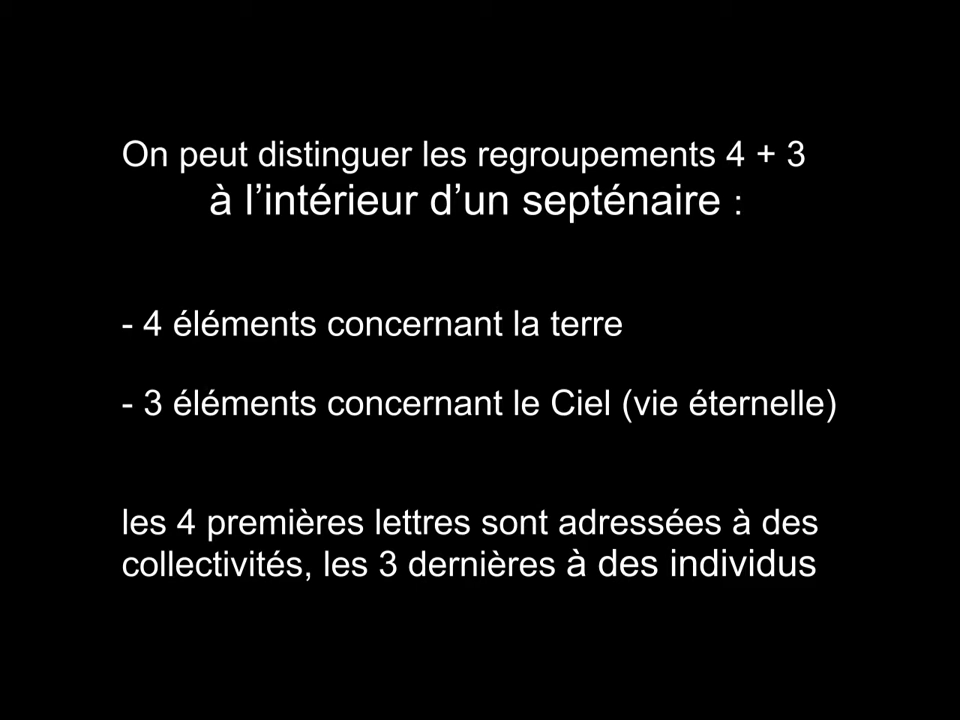 On peut distinguer les regroupements 4 + 3
à l’intérieur d’un septénaire :
- 4 éléments concernant la terre
- 3 éléments concernant le Ciel (vie éternelle)
les 4 premières lettres sont adressées à des
collectivités, les 3 dernières à des individus